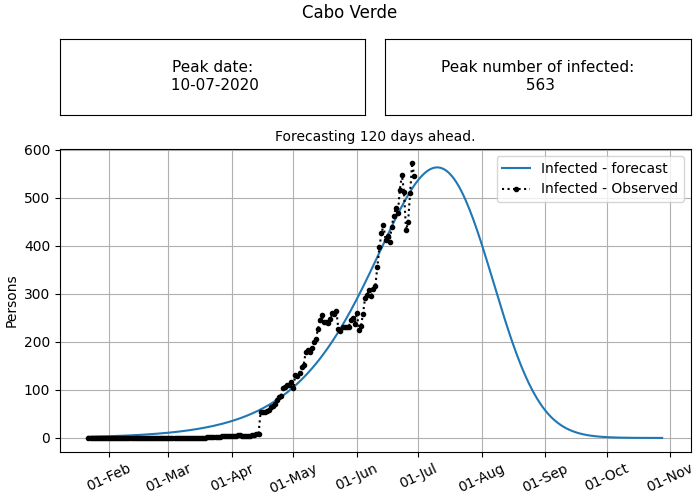 Cabo Verde
Peak date:
10-07-2020
Peak number of infected:
563
Forecasting 120 days ahead.
Infected - forecast
Infected - Observed
Persons
600
500
400
300
200
100
0
01-Feb
01-Mar
01-Apr
01-May
01-Jun
01-Jul
01-Aug
01-Sep
01-Oct
01-Nov